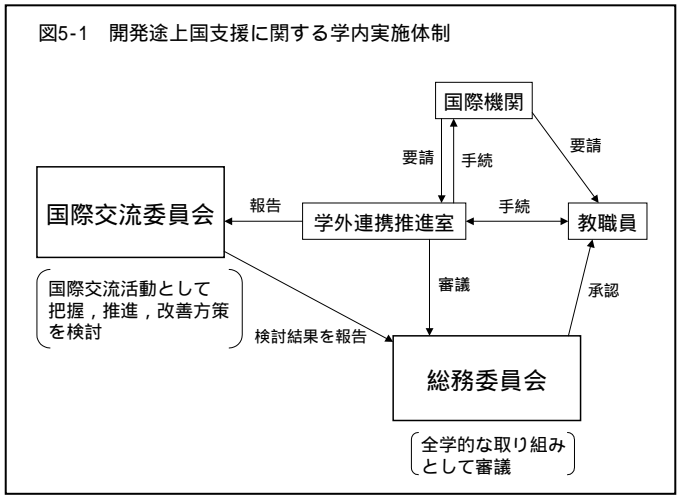 図5-1　開発途上国支援に関する学内実施体制
国際機関
要請
手続
要請
国際交流委員会
報告
学外連携推進室
手続
教職員
国際交流活動として
把握，推進，改善方策
を検討
審議
承認
検討結果を報告
総務委員会
全学的な取り組み
として審議